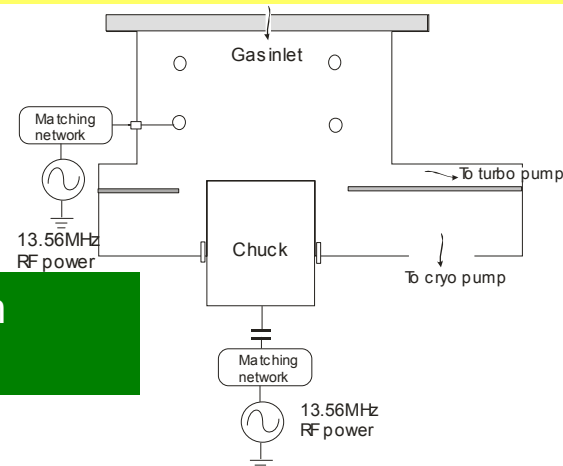 Gas inlet
Matching
network
To turbo pump
13.56MHz
RF power
Chuck
To cryo pump
Matching
network
13.56MHz
RF power